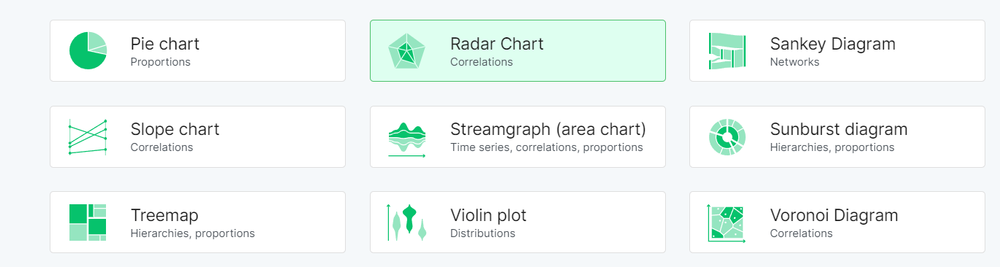 Pie chart
Proportions
Radar Chart
Correlations
Sankey Diagram
Networks
Slope chart
Correlations
Streamgraph (area chart)
Time series, correlations, proportions
Sunburst diagram
Hierarchies, proportions
Treemap
Hierarchies, proportions
Violin plot
Distributions
Voronoi Diagram
Correlations